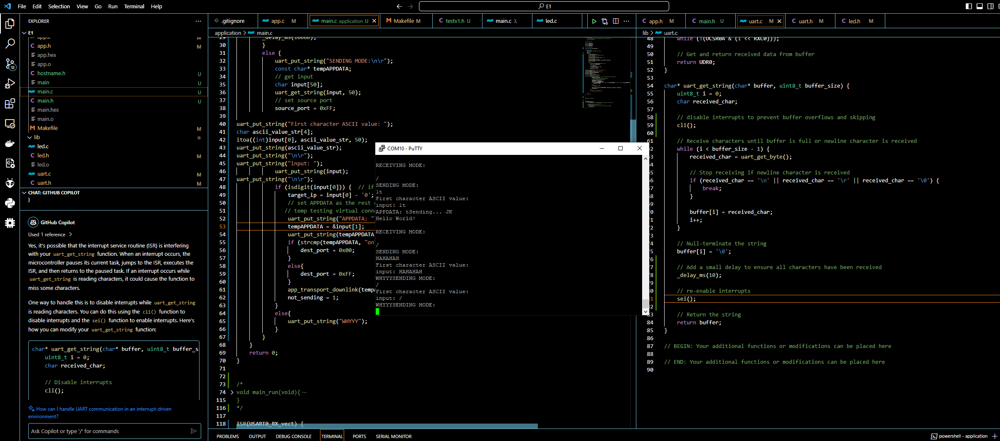 File Edit Selection View Go Run Terminal Help
E1
EXPLORER
E1
app.c M
app.h M
app.hex
app.o
hostname.h U
main U
main.c U
main.h U
main.hex
main.o
Makefile M
lib
led.c
led.h M
led.o
uart.c M
uart.h M
12
CHAT: GITHUB COPILOT
}
GitHub Copilot
Used 1 reference
Yes, it's possible that the interrupt service routine (ISR) is interfering
with your uart_get_string function. When an interrupt occurs, the
microcontroller pauses its current task, jumps to the ISR, executes the
ISR, and then returns to the paused task. If an interrupt occurs while
uart_get_string is reading characters, it could cause the function to
miss some characters.
One way to handle this is to disable interrupts while uart_get_string
is reading characters. You can do this using the cli() function to
disable interrupts and the sei() function to enable interrupts. Here's
how you can modify your uart_get_string function:
char* uart_get_string(char* buffer, uint8_t buffer_si
uint8_t i = 0;
char received_char;
// Disable interrupts
cli();
How can I handle UART communication in an interrupt-driven
environment?
Ask Copilot or type '/' for commands
.gitignore app.c M main.c application U Makefile M testv1.h U main.c .\ led.c
application > main.c
29 _delay_ms(10000);
30 }
31 else {
32 uart_put_string("SENDING MODE:\n\r");
33 const char* tempAPPDATA;
34 // get input
35 char input[50];
36 uart_get_string(input, 50);
37 // set source port
38 source_port = 0xFF;
39
40 uart_put_string("First character ASCII value: ");
41 char ascii_value_str[4];
42 itoa((int)input[0], ascii_value_str, 50);
43 uart_put_string(ascii_value_str);
44 uart_put_string("\n\r");
45 uart_put_string("input: ");
46 uart_put_string(input);
47 uart_put_string("\n\r");
48 if (isdigit(input[0])) { // if
49 target_ip = input[0] - '0';
50 // set APPDATA as the rest
51 // temp testing virtual conn
52 uart_put_string("APPDATA: "
53 tempAPPDATA = &input[1];
54 uart_put_string(tempAPPDATA
55 if (strcmp(tempAPPDATA, "on
56 dest_port = 0x00;
57 }
58 else{
59 dest_port = 0xFF;
60 }
61 app_transport_downlink(temp
62 not_sending = 1;
63 }
64 else{
65 uart_put_string("WHYYY");
66 }
67 }
68 }
69 return 0;
70 }
71
72
73 /*
74 void main_run(void){ ···
115 }
116 */
117
118 ISR(USART0_RX_vect) {
COM10 - PuTTY
RECEIVING MODE:
/
SENDING MODE:
lt
First character ASCII value:
input: lt
APPDATA: tSending... JK
Hello World!
RECEIVING MODE:
/
SENDING MODE:
HAHAHAH
First character ASCII value:
input: HAHAHAH
WHYYYSENDING MODE:
/
First character ASCII value:
input: /
WHYYYSENDING MODE:
app.h M main.h U uart.c M uart.h M led.h M
lib > uart.c
48 while (!(UCSR0A & (1 << RXC0)));
49
50 // Get and return received data from buffer
51 return UDR0;
52 }
53
54 char* uart_get_string(char* buffer, uint8_t buffer_size) {
55 uint8_t i = 0;
56 char received_char;
57
58 // disable interrupts to prevent buffer overflows and skipping
59 cli();
60
61 // Receive characters until buffer is full or newline character is received
2 while (i < buffer_size - 1) {
3 received_char = uart_get_byte();
4
5 // Stop receiving if newline character is received
6 if (received_char == '\n' || received_char == '\r' || received_char == '\0') {
7 break;
8 }
9
0 buffer[i] = received_char;
1 i++;
2 }
3
4 // Null-terminate the string
5 buffer[i] = '\0';
6
7 // Add a small delay to ensure all characters have been received
8 _delay_ms(10);
9
0 // re-enable interrupts
1 sei();
2
83 // Return the string
84 return buffer;
85 }
86
87 // BEGIN: Your additional functions or modifications can be placed here
88
89 // END: Your additional functions or modifications can be placed here
90
PROBLEMS OUTPUT DEBUG CONSOLE TERMINAL PORTS SERIAL MONITOR
powershell - application